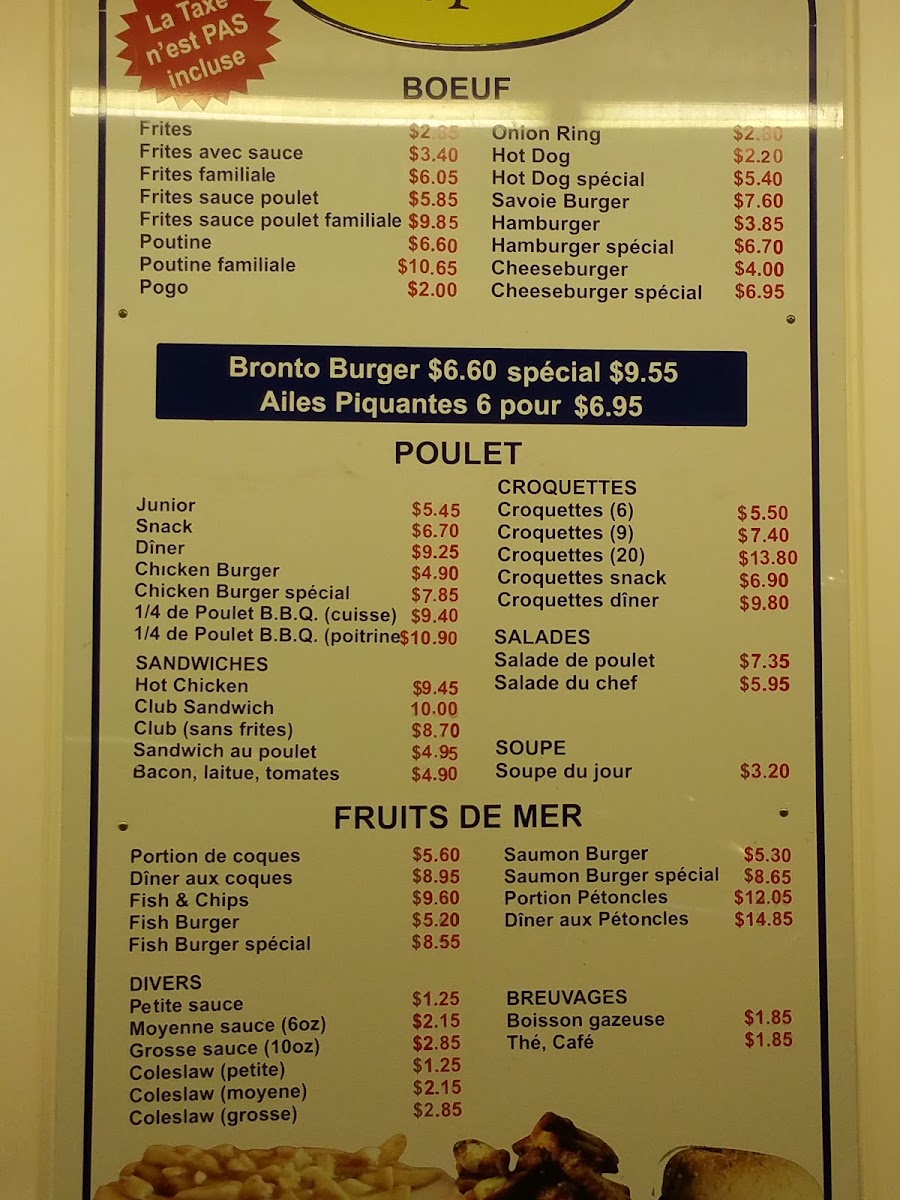 La Taxe
n'est PAS
incluse
BOEUF
Frites $2.85
Frites avec sauce $3.40
Frites familiale $6.05
Frites sauce poulet $5.85
Frites sauce poulet familiale $9.85
Poutine $6.60
Poutine familiale $10.65
Pogo $2.00
Onion Ring $2.80
Hot Dog $2.20
Hot Dog spécial $5.40
Savoie Burger $7.60
Hamburger $3.85
Hamburger spécial $6.70
Cheeseburger $4.00
Cheeseburger spécial $6.95
Bronto Burger $6.60 spécial $9.55
Ailes Piquantes 6 pour $6.95
POULET
Junior $5.45
Snack $6.70
Dîner $9.25
Chicken Burger $4.90
Chicken Burger spécial $7.85
1/4 de Poulet B.B.Q. (cuisse) $9.40
1/4 de Poulet B.B.Q. (poitrine $10.90
SANDWICHES
Hot Chicken $9.45
Club Sandwich 10.00
Club (sans frites) $8.70
Sandwich au poulet $4.95
Bacon, laitue, tomates $4.90
CROQUETTES
Croquettes (6) $5.50
Croquettes (9) $7.40
Croquettes (20) $13.80
Croquettes snack $6.90
Croquettes dîner $9.80
SALADES
Salade de poulet $7.35
Salade du chef $5.95
SOUPE
Soupe du jour $3.20
FRUITS DE MER
Portion de coques $5.60
Dîner aux coques $8.95
Fish & Chips $9.60
Fish Burger $5.20
Fish Burger spécial $8.55
Saumon Burger $5.30
Saumon Burger spécial $8.65
Portion Pétoncles $12.05
Dîner aux Pétoncles $14.85
DIVERS
Petite sauce $1.25
Moyenne sauce (6oz) $2.15
Grosse sauce (10oz) $2.85
Coleslaw (petite) $1.25
Coleslaw (moyene) $2.15
Coleslaw (grosse) $2.85
BREUVAGES
Boisson gazeuse $1.85
Thé, Café $1.85